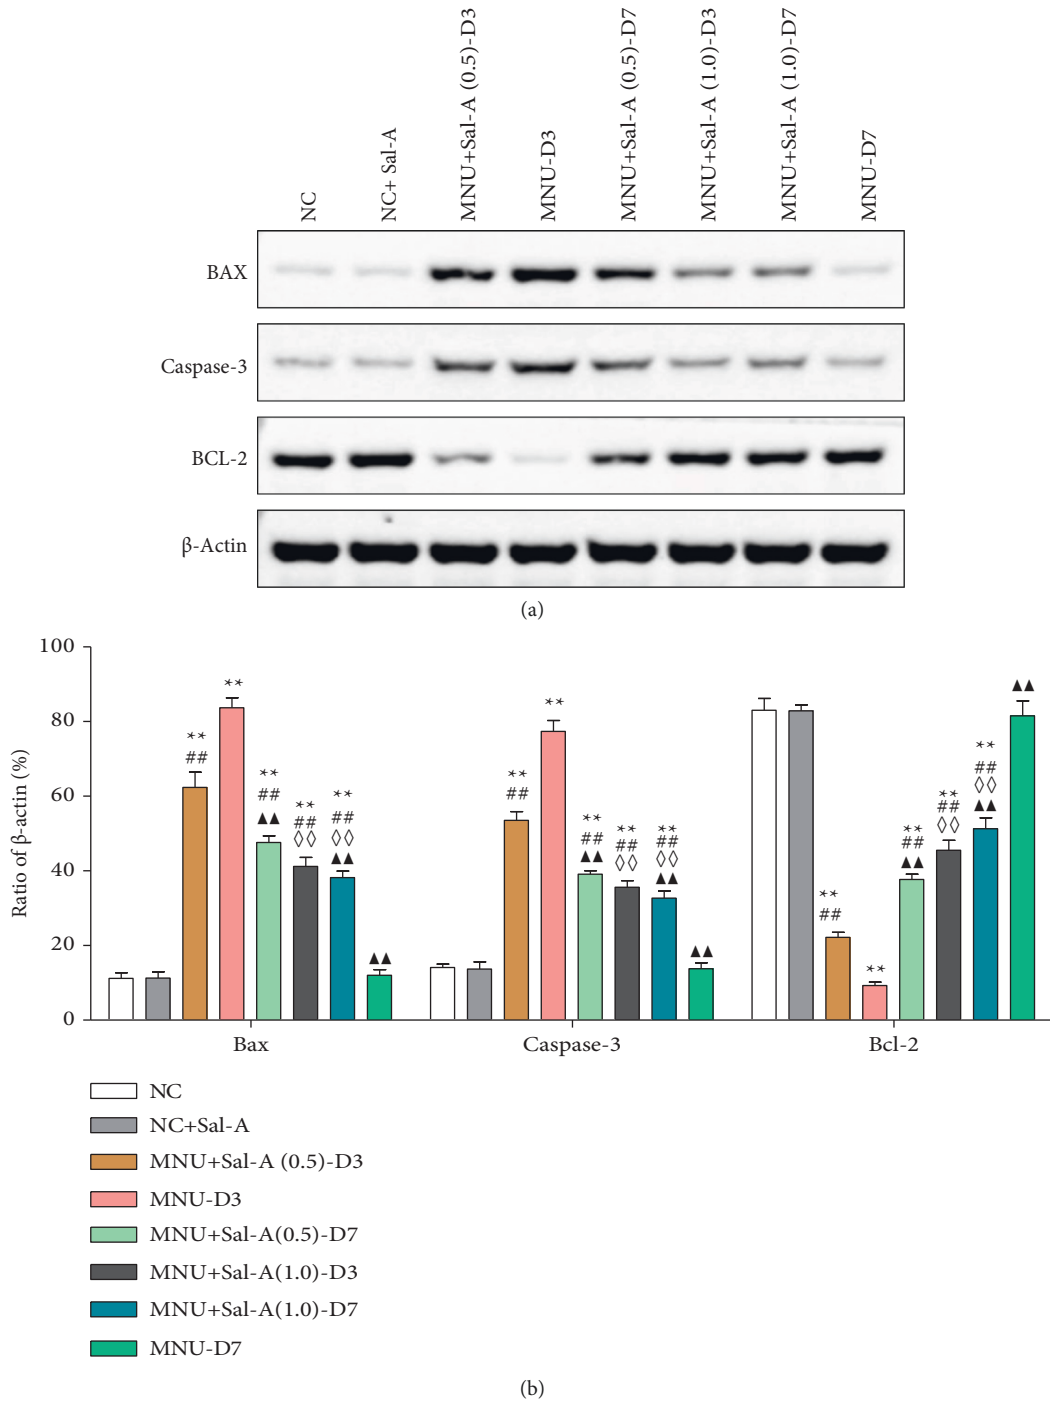 NC
NC+ Sal-A
MNU+Sal-A (0.5)-D3
MNU-D3
MNU+Sal-A (0.5)-D7
MNU+Sal-A (1.0)-D3
MNU+Sal-A (1.0)-D7
MNU-D7
BAX
Caspase-3
BCL-2
β-Actin
(a)
Ratio of β-actin (%)
100
80
60
40
20
0
**
##
**
**
##
▲▲
**
##
◊◊
**
##
◊◊
▲▲
▲▲
**
##
**
**
##
▲▲
**
##
◊◊
**
##
◊◊
▲▲
▲▲
**
##
**
**
##
▲▲
**
##
◊◊
**
##
◊◊
▲▲
▲▲
Bax
Caspase-3
Bcl-2
NC
NC+Sal-A
MNU+Sal-A (0.5)-D3
MNU-D3
MNU+Sal-A(0.5)-D7
MNU+Sal-A(1.0)-D3
MNU+Sal-A(1.0)-D7
MNU-D7
(b)